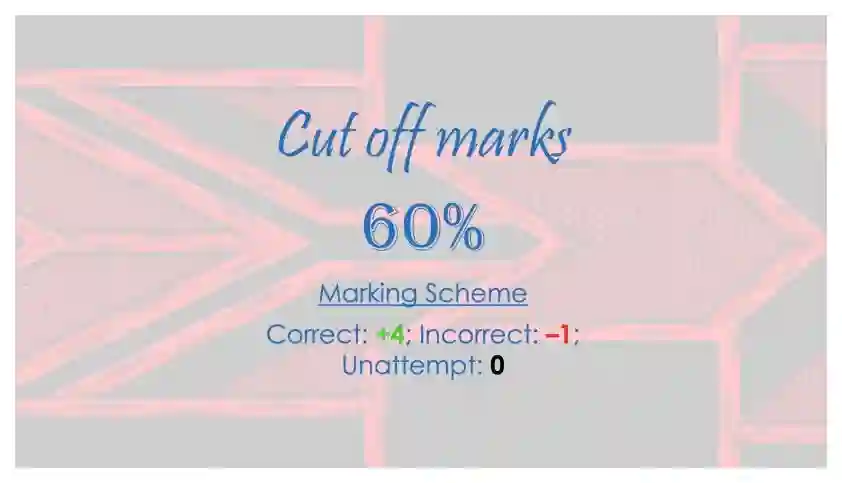 Cut off marks
60%
Marking Scheme
Correct: +4; Incorrect: –1;
Unattempt: 0